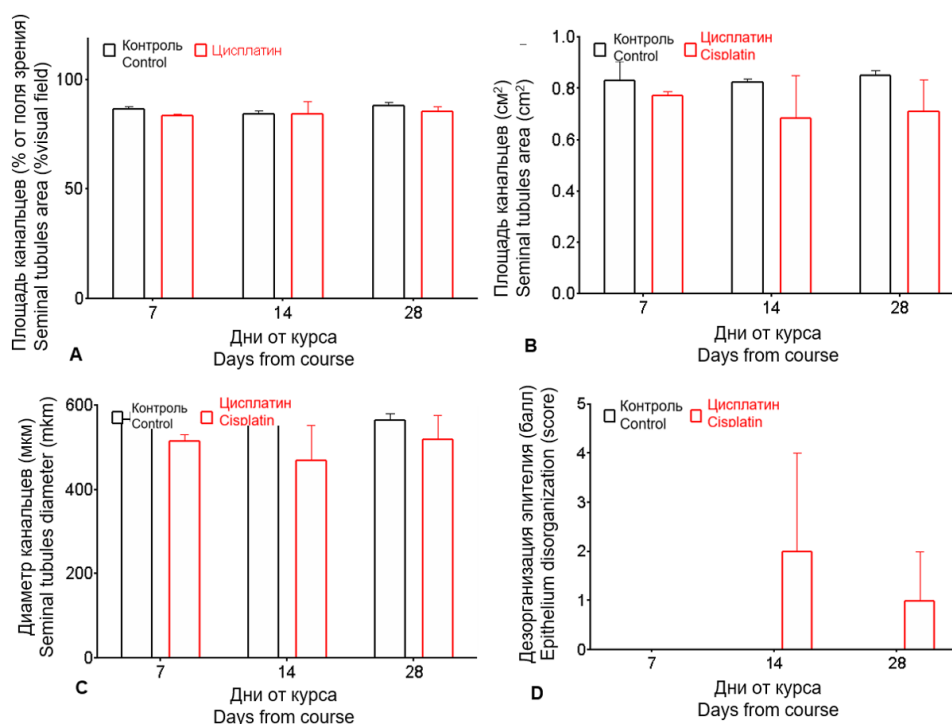 Контроль
Control
Цисплатин
Площадь канальцев (% от поля зрения)
Seminal tubules area (%visual field)
100
50
0
7
14
28
Дни от курса
Days from course
A
Контроль
Control
Цисплатин
Cisplatin
Площадь канальцев (см²)
Seminal tubules area (cm²)
1.0
0.8
0.6
0.4
0.2
0.0
7
14
28
Дни от курса
Days from course
B
Контроль
Control
Цисплатин
Cisplatin
Диаметр канальцев (мкм)
Seminal tubules diameter (mkm)
600
400
200
0
7
14
28
Дни от курса
Days from course
C
Контроль
Control
Цисплатин
Cisplatin
Дезорганизация эпителия (балл)
Epithelium disorganization (score)
5
4
3
2
1
0
7
14
28
Дни от курса
Days from course
D